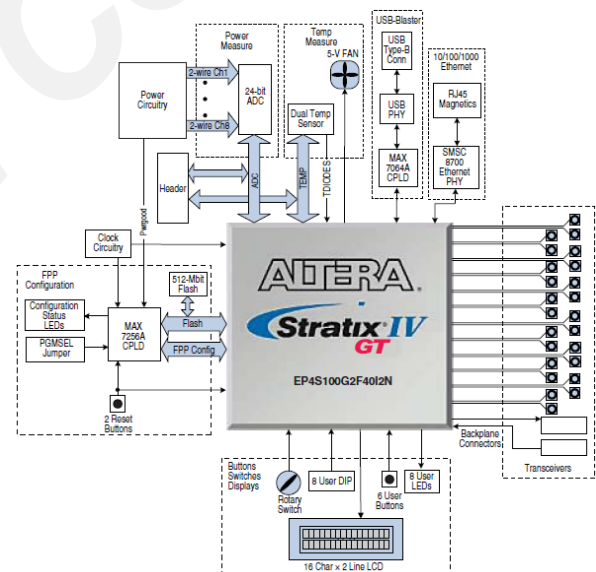 Power
Measure
Temp
Measure
5-V FAN
USB-Blaster
USB
Type-B
Conn
10/100/1000
Ethernet
Power
Circuitry
2-wire Ch1
2-wire Ch8
24-bit
ADC
Dual Temp
Sensor
USB
PHY
RJ45
Magnetics
MAX
7064A
CPLD
SMSC
8700
Ethernet
PHY
Header
ADC
TEMP
TDIODES
Pwrgood
Clock
Circuitry
FPP
Configuration
512-Mbit
Flash
Configuration
Status
LEDs
MAX
7256A
CPLD
Flash
PGMSEL
Jumper
FPP Config
2 Reset
Buttons
ALTERA
Stratix IV
GT
EP4S100G2F40I2N
Backplane
Connectors
Transceivers
Buttons
Switches
Displays
Rotary
Switch
8 User DIP
6 User
Buttons
8 User
LEDs
16 Char × 2 Line LCD